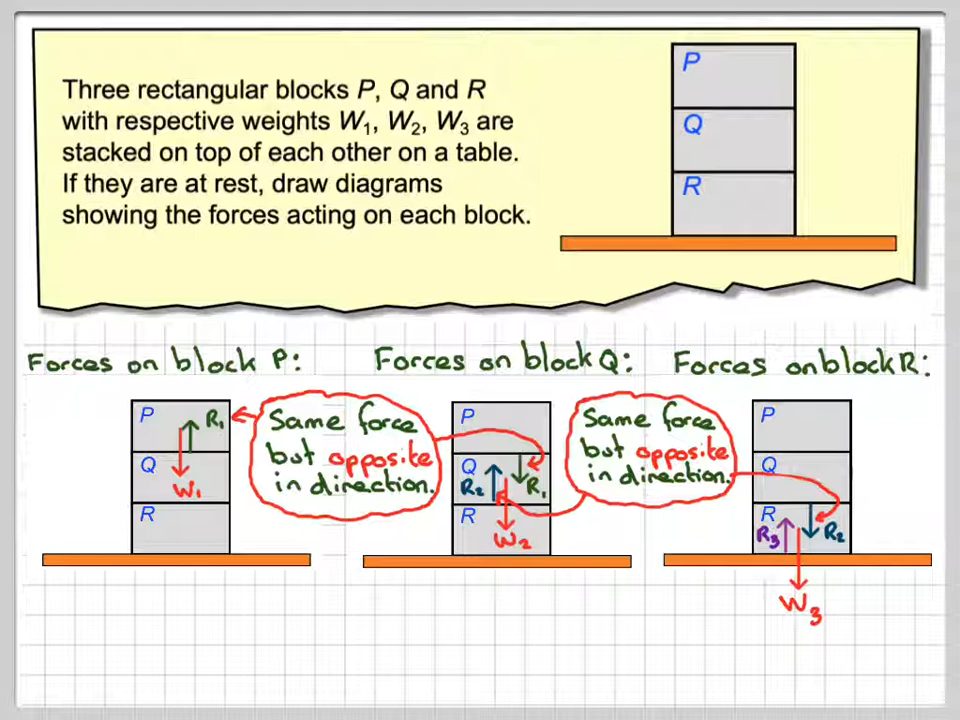 Three rectangular blocks P, Q and R
with respective weights W₁, W₂, W₃ are
stacked on top of each other on a table.
If they are at rest, draw diagrams
showing the forces acting on each block.
P
Q
R
Forces on block P:
P
R₁
Q
W₁
R
Same force
but opposite
in direction.
Forces on block Q:
P
Q
R₂
R₁
R
W₂
Same force
but opposite
in direction.
Forces on block R:
P
Q
R
R₃
R₂
W₃